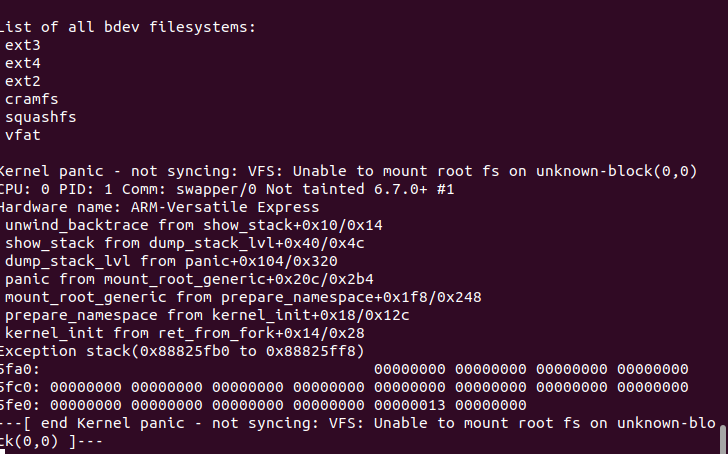 List of all bdev filesystems:
ext3
ext4
ext2
cramfs
squashfs
vfat
Kernel panic - not syncing: VFS: Unable to mount root fs on unknown-block(0,0)
CPU: 0 PID: 1 Comm: swapper/0 Not tainted 6.7.0+ #1
Hardware name: ARM-Versatile Express
unwind_backtrace from show_stack+0x10/0x14
show_stack from dump_stack_lvl+0x40/0x4c
dump_stack_lvl from panic+0x104/0x320
panic from mount_root_generic+0x20c/0x2b4
mount_root_generic from prepare_namespace+0x1f8/0x248
prepare_namespace from kernel_init+0x18/0x12c
kernel_init from ret_from_fork+0x14/0x28
Exception stack(0x88825fb0 to 0x88825ff8)
5fa0:                                     00000000 00000000 00000000 00000000
5fc0: 00000000 00000000 00000000 00000000 00000000 00000000 00000000 00000000
5fe0: 00000000 00000000 00000000 00000000 00000013 00000000
---[ end Kernel panic - not syncing: VFS: Unable to mount root fs on unknown-blo
ck(0,0) ]---